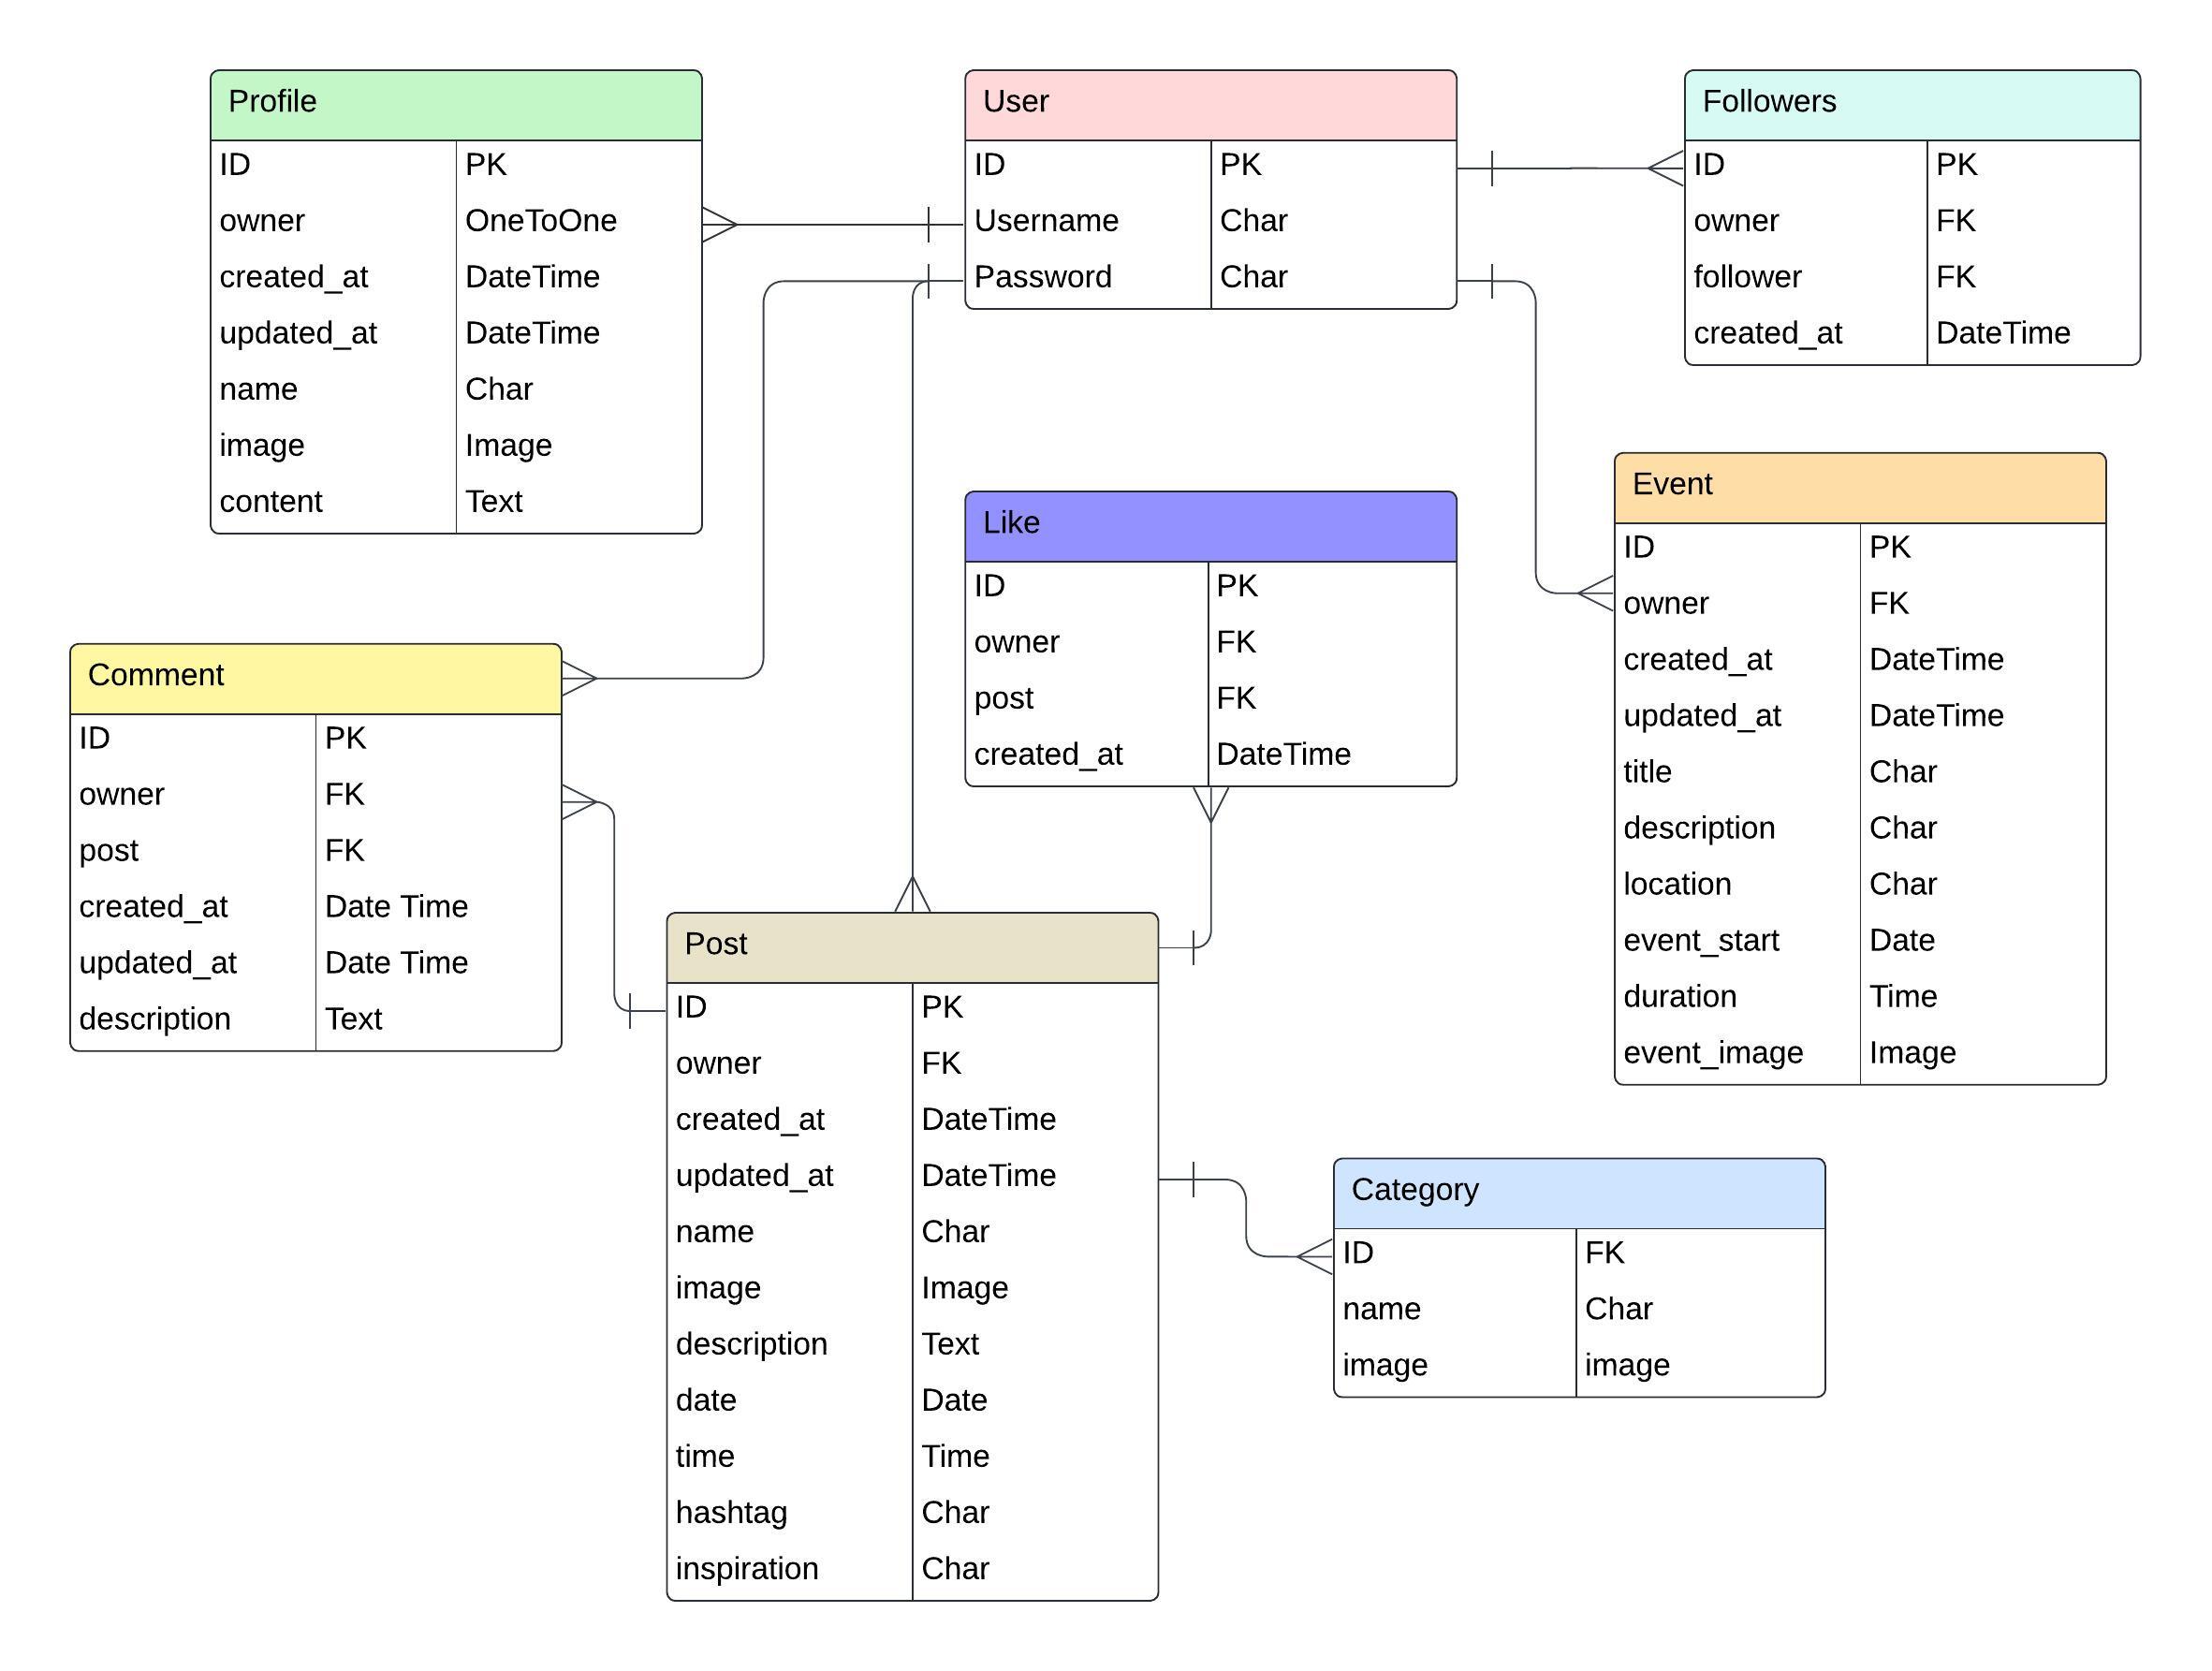 Profile
ID PK
owner OneToOne
created_at DateTime
updated_at DateTime
name Char
image Image
content Text
User
ID PK
Username Char
Password Char
Followers
ID PK
owner FK
follower FK
created_at DateTime
Like
ID PK
owner FK
post FK
created_at DateTime
Event
ID PK
owner FK
created_at DateTime
updated_at DateTime
title Char
description Char
location Char
event_start Date
duration Time
event_image Image
Comment
ID PK
owner FK
post FK
created_at Date Time
updated_at Date Time
description Text
Post
ID PK
owner FK
created_at DateTime
updated_at DateTime
name Char
image Image
description Text
date Date
time Time
hashtag Char
inspiration Char
Category
ID FK
name Char
image image